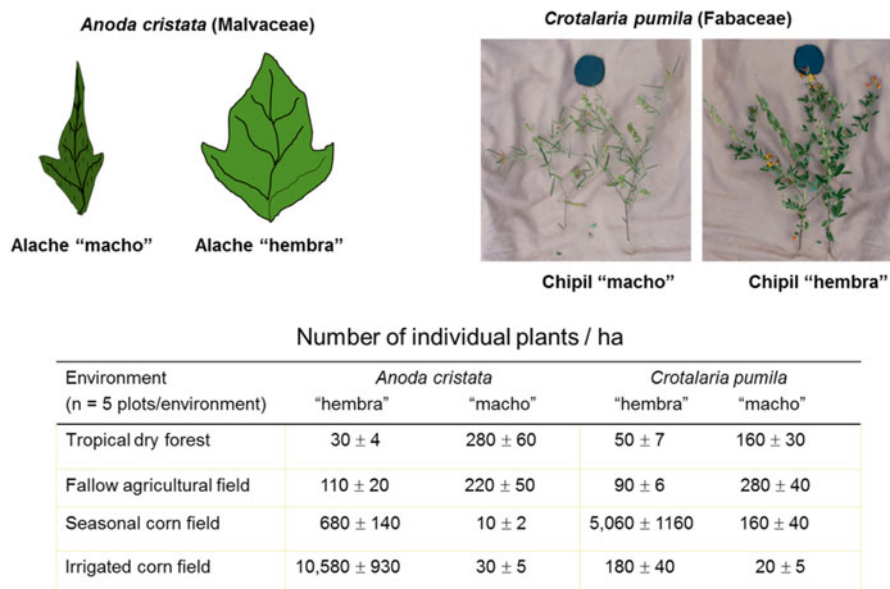 Anoda cristata (Malvaceae)
Crotalaria pumila (Fabaceae)
Alache “macho”
Alache “hembra”
Chipil “macho”
Chipil “hembra”
Number of individual plants / ha
Environment Anoda cristata Crotalaria pumila
(n = 5 plots/environment) “hembra” “macho” “hembra” “macho”
Tropical dry forest 30 ± 4 280 ± 60 50 ± 7 160 ± 30
Fallow agricultural field 110 ± 20 220 ± 50 90 ± 6 280 ± 40
Seasonal corn field 680 ± 140 10 ± 2 5,060 ± 1160 160 ± 40
Irrigated corn field 10,580 ± 930 30 ± 5 180 ± 40 20 ± 5